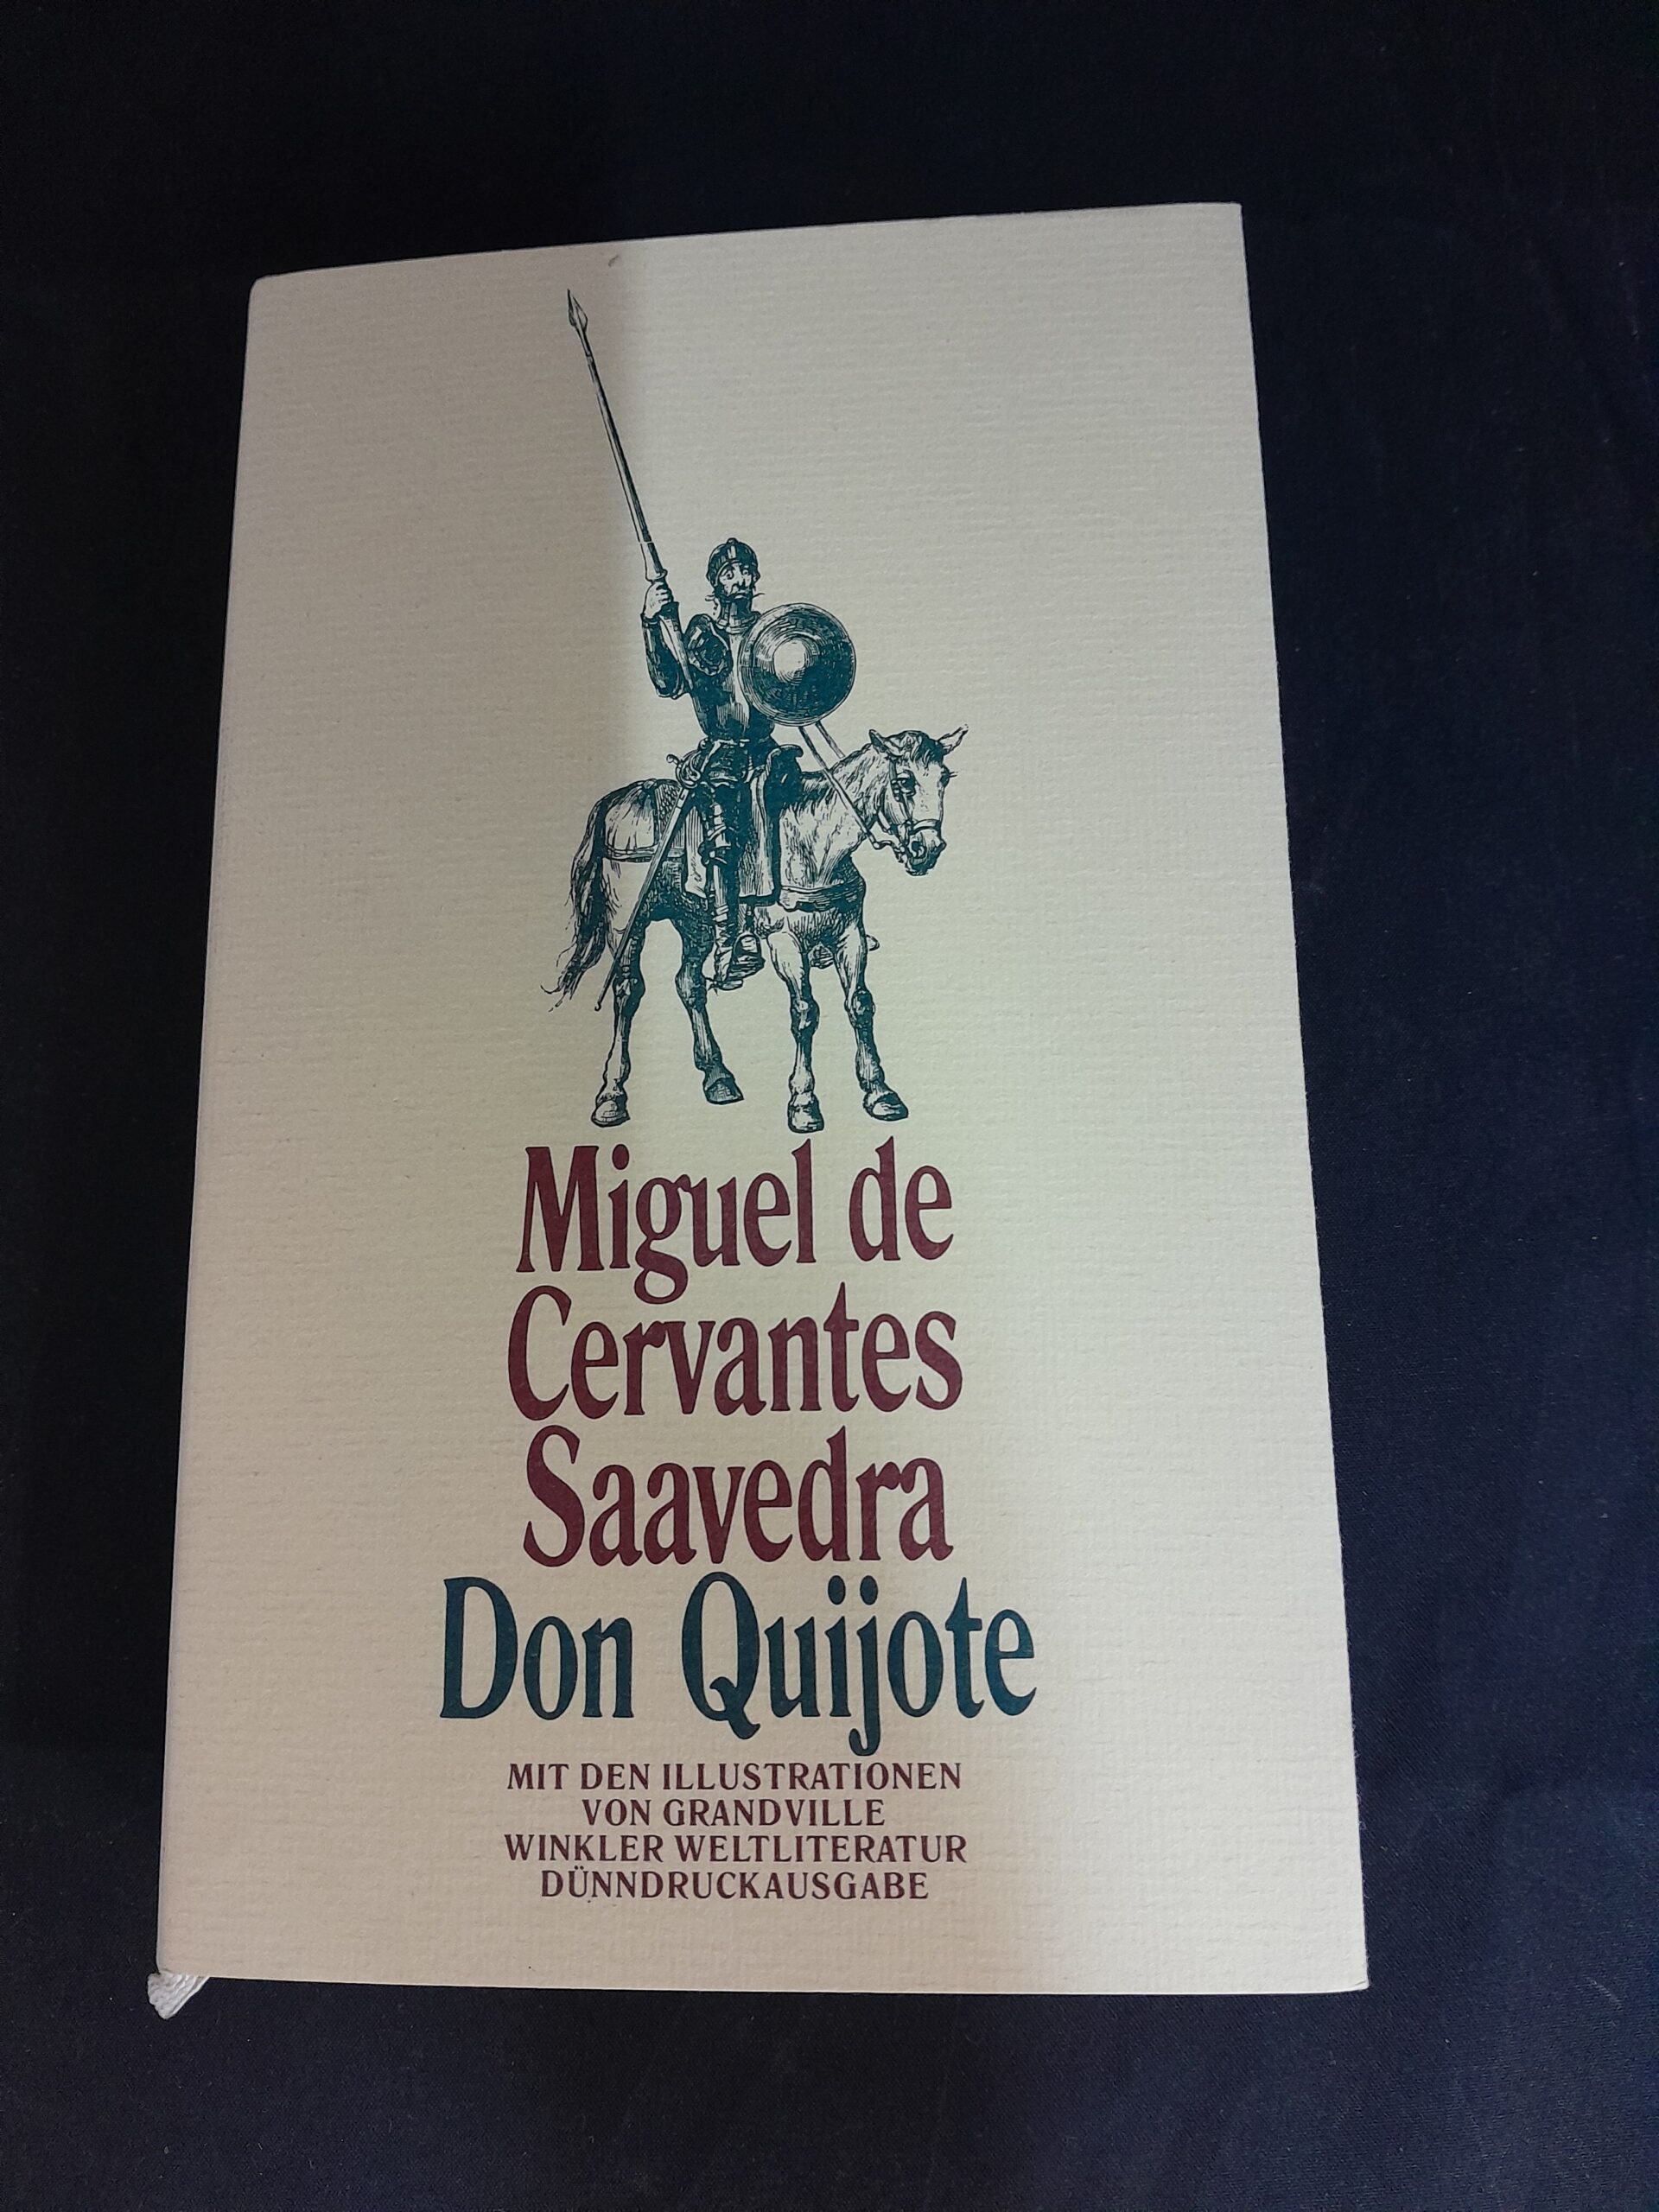 Miguel de
Cervantes
Saavedra
Don Quijote
MIT DEN ILLUSTRATIONEN
VON GRANDVILLE
WINKLER WELTLITERATUR
DÜNNDRUCKAUSGABE